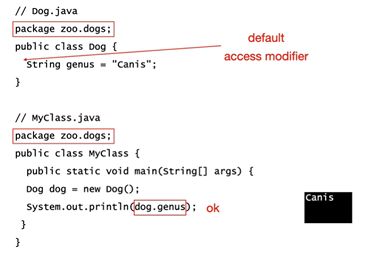 // Dog.java
package zoo.dogs;
public class Dog {
String genus = "Canis";
}
default
access modifier
// MyClass.java
package zoo.dogs;
public class MyClass {
public static void main(String[] args) {
Dog dog = new Dog();
System.out.println(dog.genus); ok
}
}
Canis